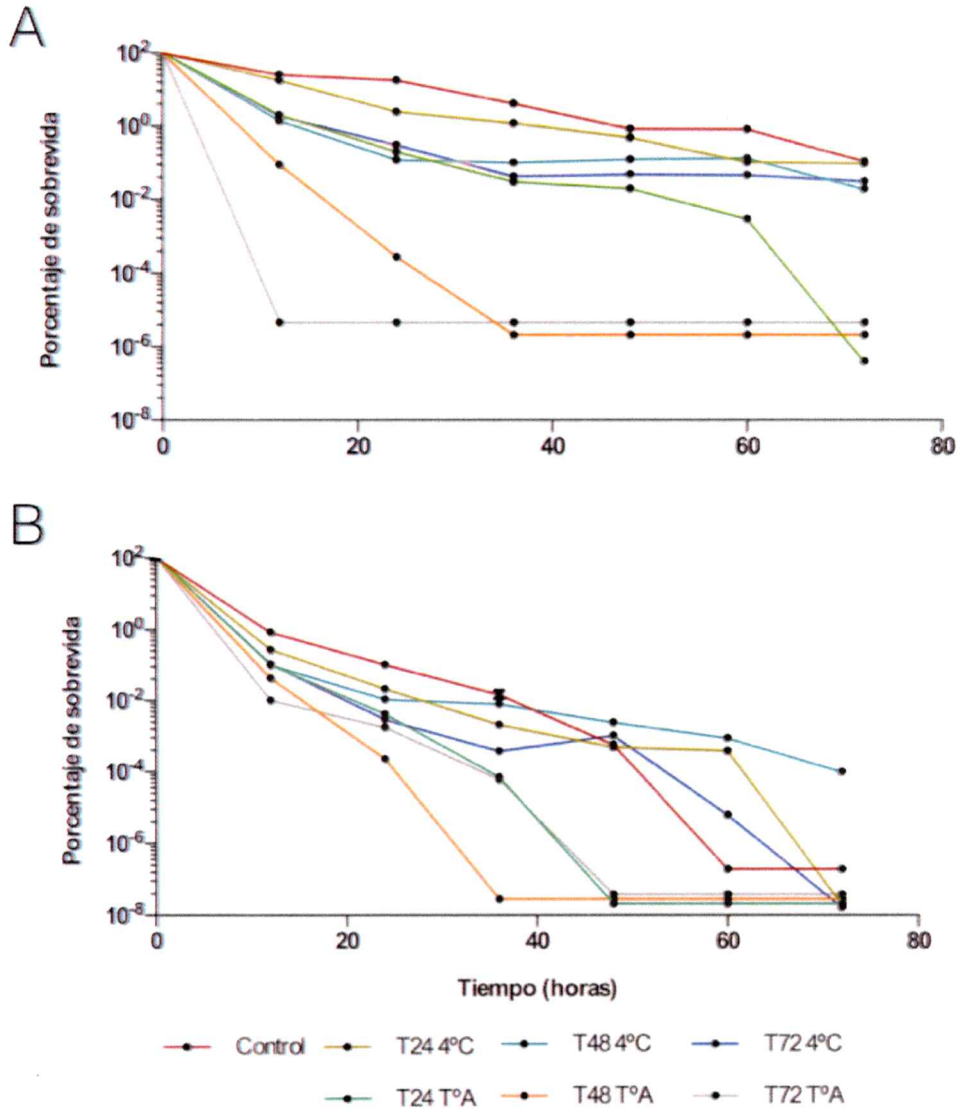 A
Porcentaje de sobrevida
10²
10⁰
10⁻²
10⁻⁴
10⁻⁶
10⁻⁸
0 20 40 60 80
B
Porcentaje de sobrevida
10²
10⁰
10⁻²
10⁻⁴
10⁻⁶
10⁻⁸
0 20 40 60 80
Tiempo (horas)
Control T24 4ºC T48 4ºC T72 4ºC
T24 TºA T48 TºA T72 TºA